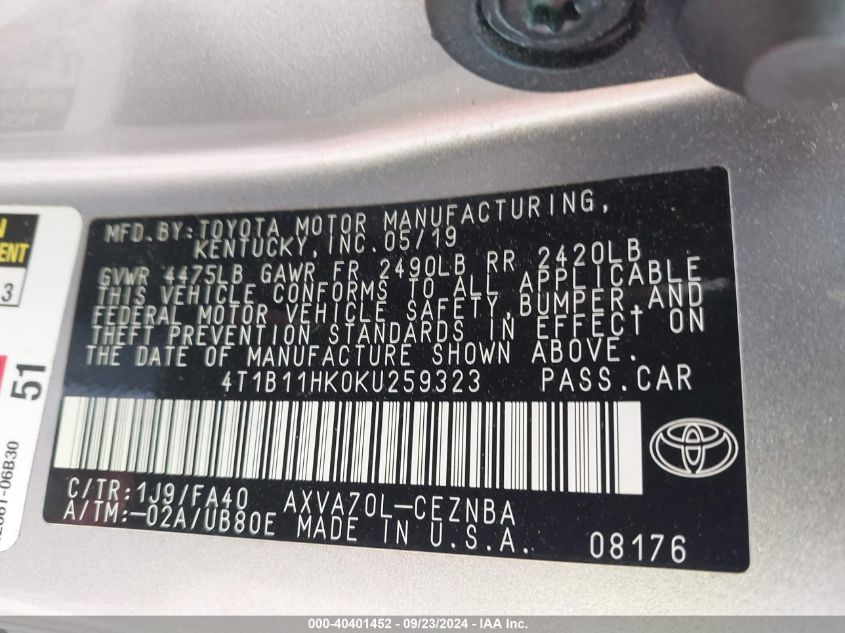 MFD.BY:TOYOTA MOTOR MANUFACTURING,
KENTUCKY, INC.05/19
GVWR 4475LB GAWR FR 2490LB RR 2420LB
THIS VEHICLE CONFORMS TO ALL APPLICABLE
FEDERAL MOTOR VEHICLE SAFETY, BUMPER, AND
THEFT PREVENTION STANDARDS IN EFFECT ON
THE DATE OF MANUFACTURE SHOWN ABOVE.
4T1B11HK0KU259323 PASS.CAR
C/TR:1J9/FA40 AXVA70L-CEZNBA
A/TM:-02A/UB80E MADE IN U.S.A.
08176
3
51
06B30
000-40401452 - 09/23/2024 - IAA Inc.